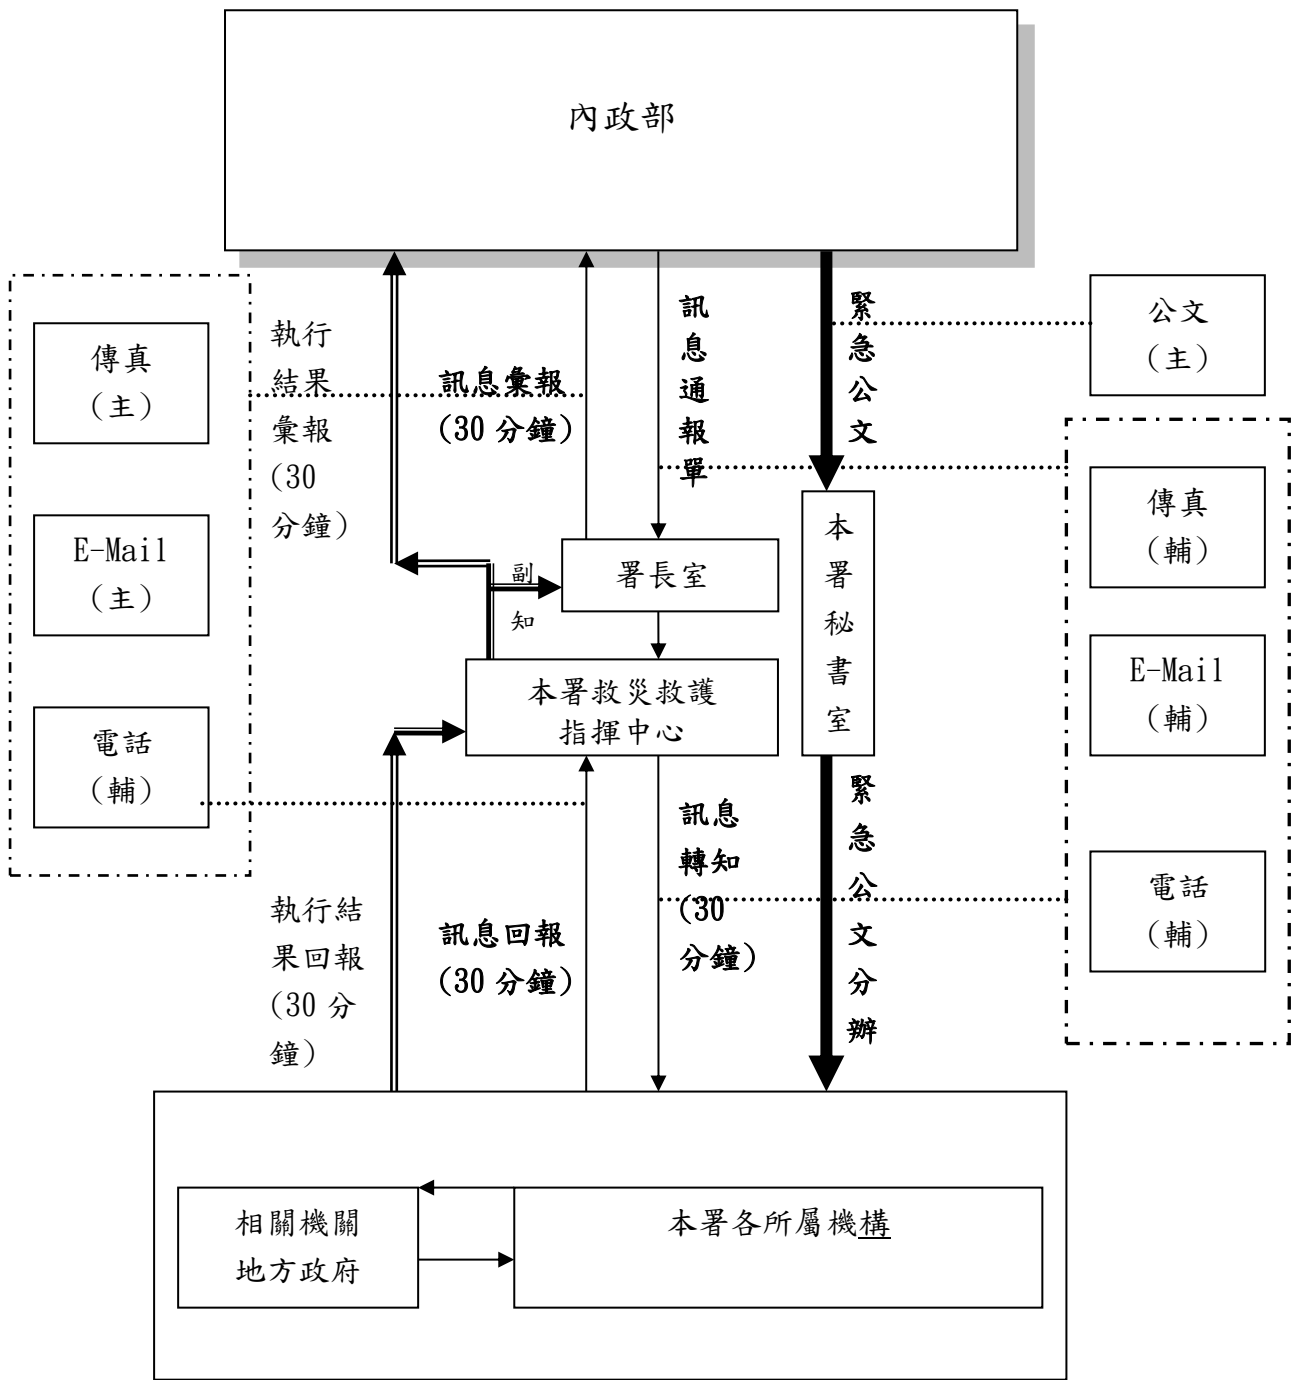 內政部
傳真
(主)
E-Mail
(主)
電話
(輔)
執行
結果
彙報
(30
分鐘)
訊息彙報
(30 分鐘)
訊
息
通
報
單
緊
急
公
文
公文
(主)
傳真
(輔)
E-Mail
(輔)
電話
(輔)
副
知
署長室
本
署
秘
書
室
本署救災救護
指揮中心
執行結
果回報
(30 分
鐘)
訊息回報
(30 分鐘)
訊息
轉知
(30
分鐘)
緊
急
公
文
分
辦
相關機關
地方政府
本署各所屬機構